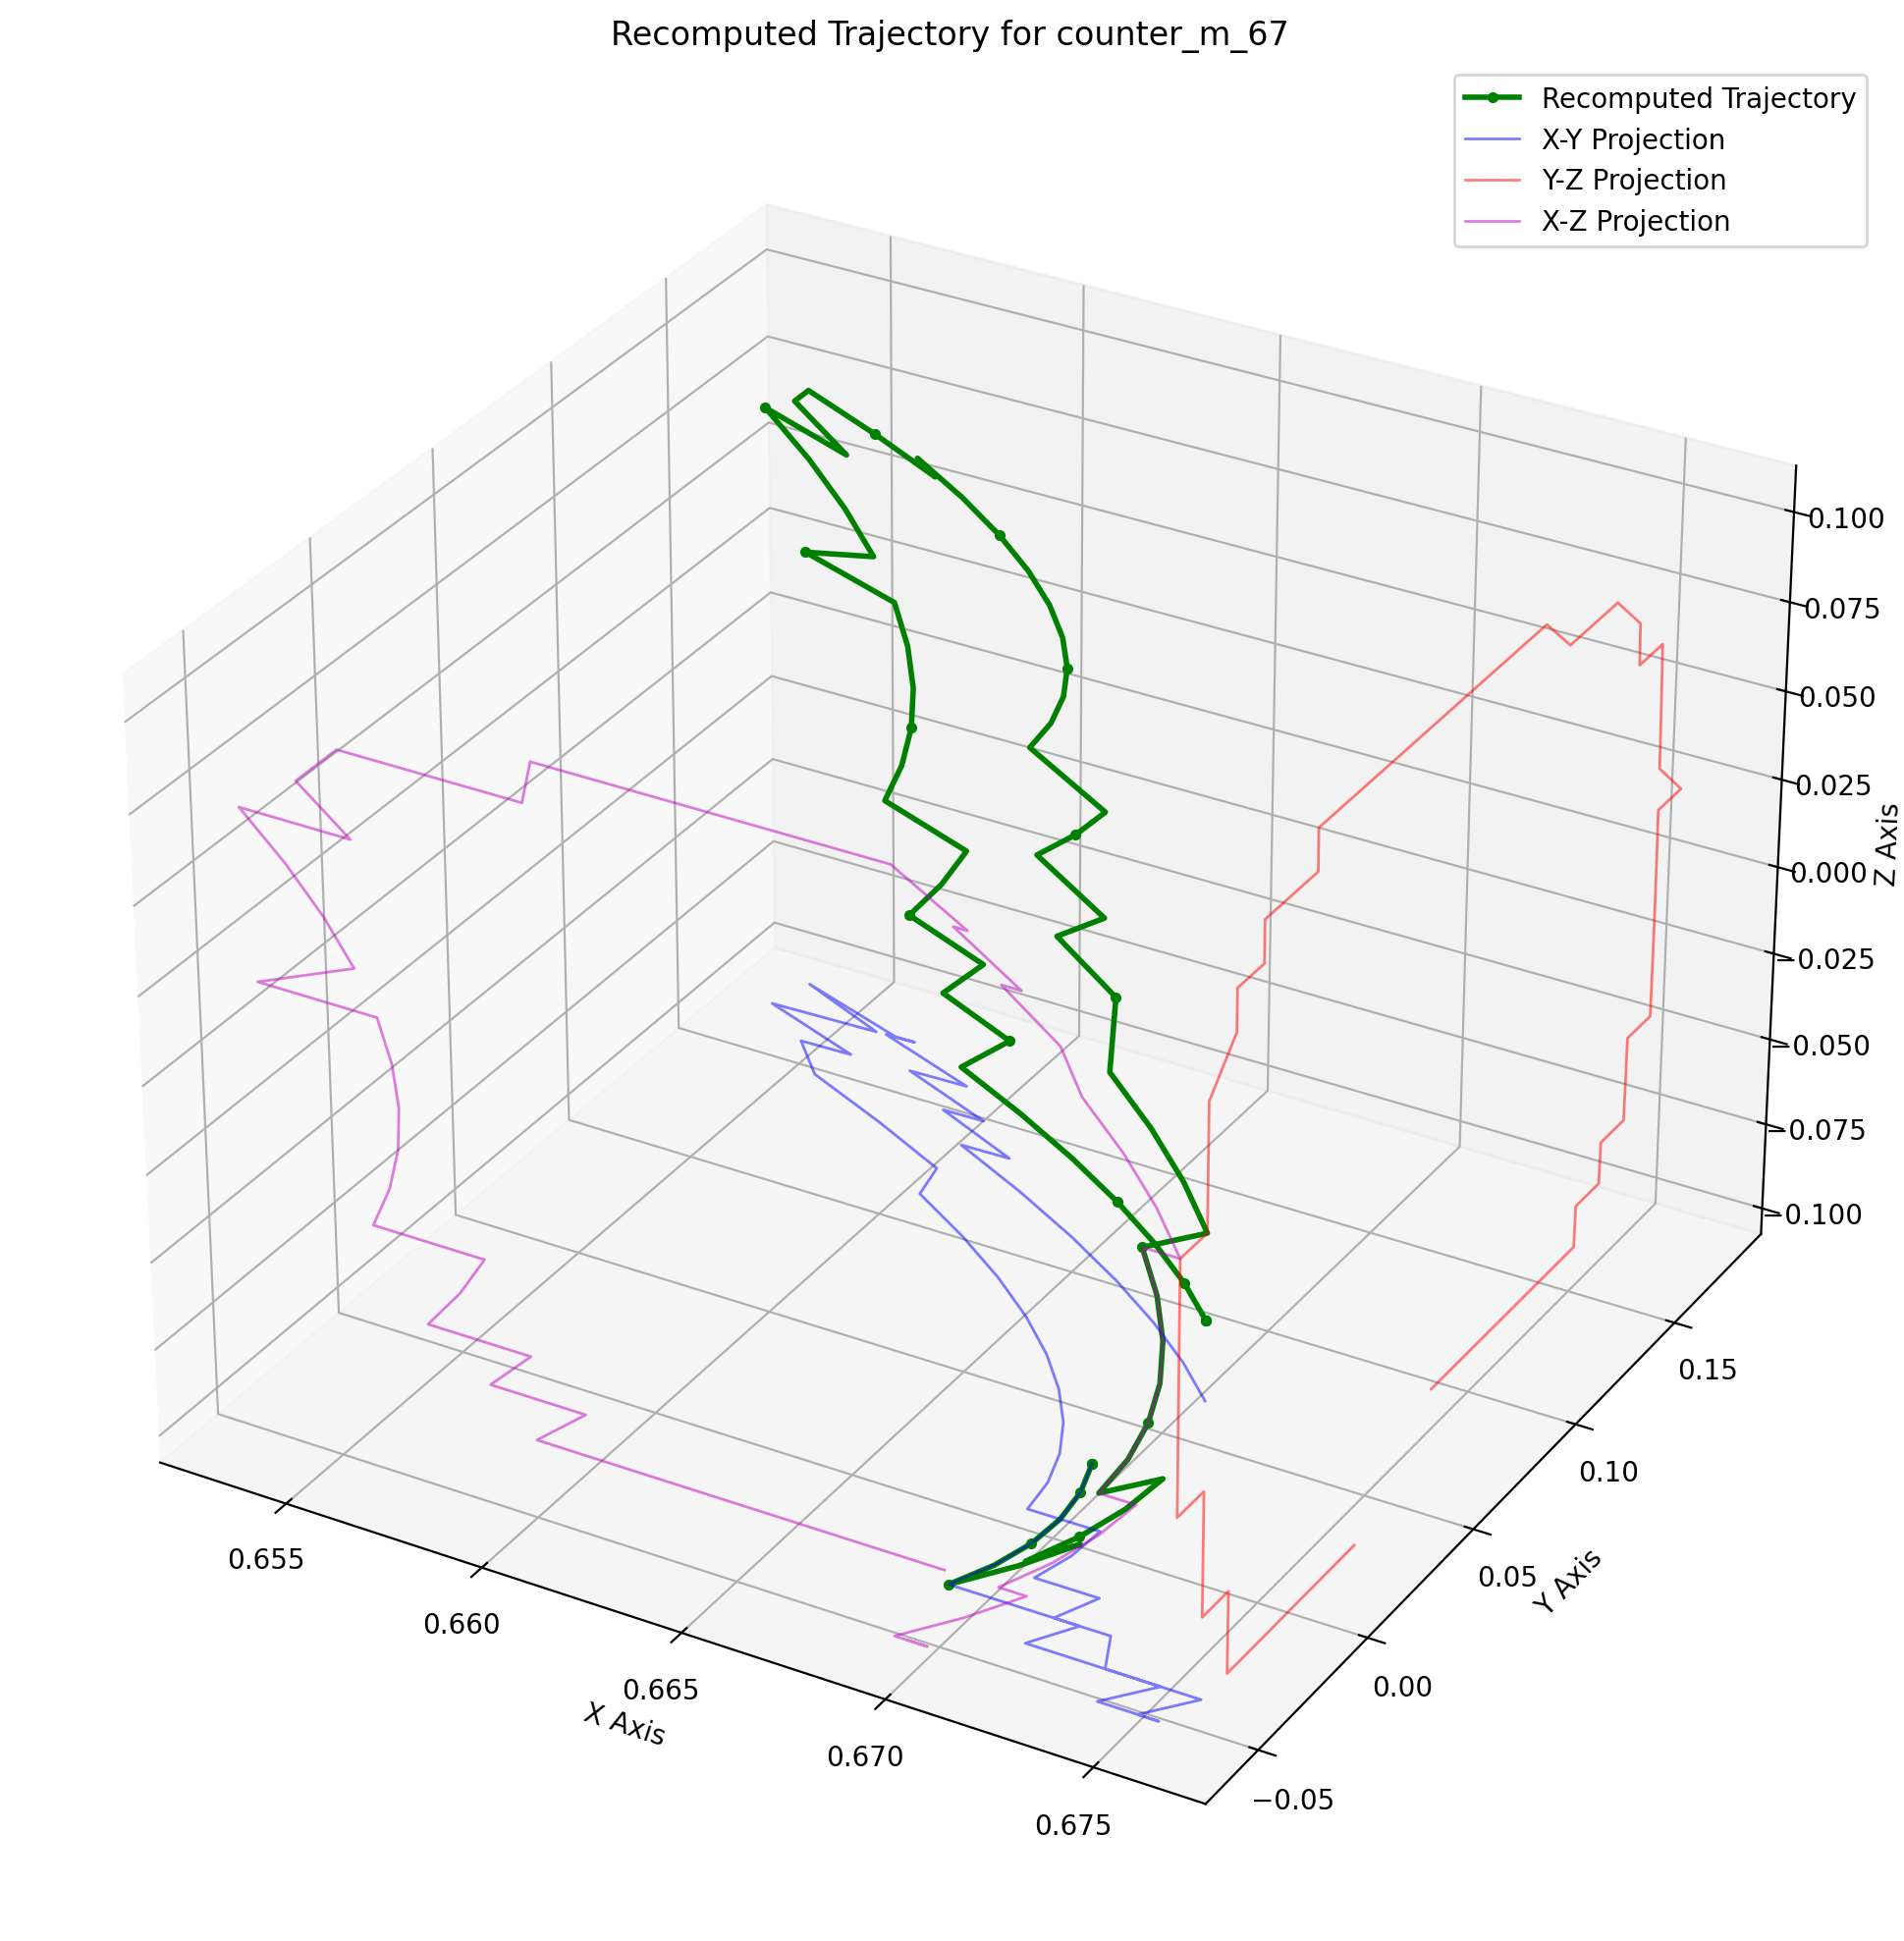 Recomputed Trajectory for counter_m_67
Recomputed Trajectory
X-Y Projection
Y-Z Projection
X-Z Projection
0.100
0.075
0.050
0.025
0.000
−0.025
−0.050
−0.075
−0.100
Z Axis
0.15
0.10
0.05
0.00
−0.05
Y Axis
0.655
0.660
0.665
0.670
0.675
X Axis